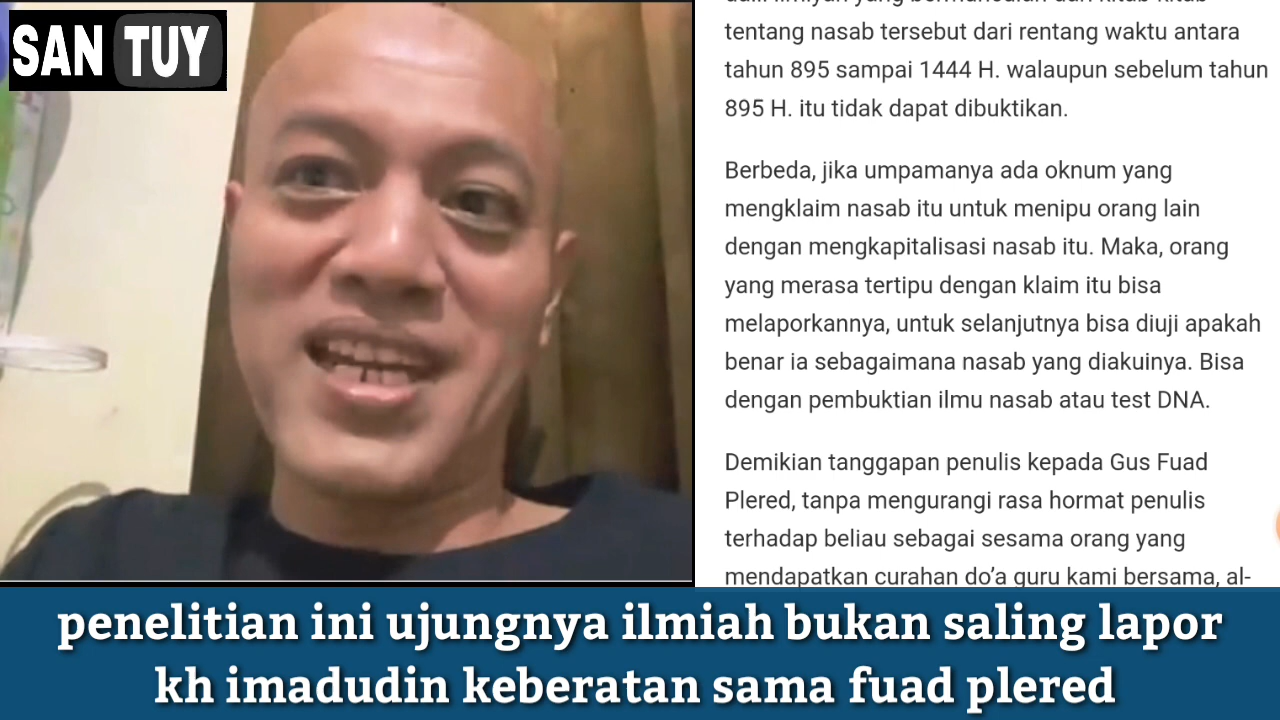 SAN TUY
tentang nasab tersebut dari rentang waktu antara
tahun 895 sampai 1444 H. walaupun sebelum tahun
895 H. itu tidak dapat dibuktikan.
Berbeda, jika umpamanya ada oknum yang
mengklaim nasab itu untuk menipu orang lain
dengan mengkapitalisasi nasab itu. Maka, orang
yang merasa tertipu dengan klaim itu bisa
melaporkannya, untuk selanjutnya bisa diuji apakah
benar ia sebagaimana nasab yang diakuinya. Bisa
dengan pembuktian ilmu nasab atau test DNA.
Demikian tanggapan penulis kepada Gus Fuad
Plered, tanpa mengurangi rasa hormat penulis
terhadap beliau sebagai sesama orang yang
mendapatkan curahan do’a guru kami bersama, al-
penelitian ini ujungnya ilmiah bukan saling lapor
kh imadudin keberatan sama fuad plered